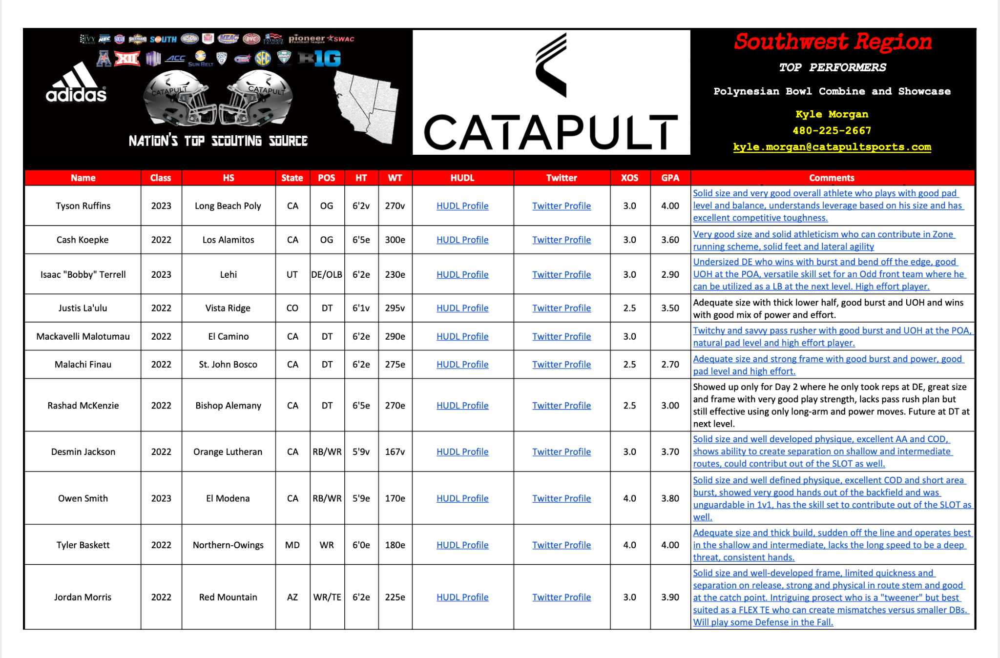 IVY LEAGUE NEC SOCON SOUTHLAND BIG SOUTH CAA MEAC OVC PATRIOT LEAGUE pioneer football league SWAC
A XII MW ACC SUN BELT PAC 12 SEC MAC B1G
adidas®
CATAPULT CATAPULT
NATION'S TOP SCOUTING SOURCE
CATAPULT
Southwest Region
TOP PERFORMERS
Polynesian Bowl Combine and Showcase
Kyle Morgan
480-225-2667
kyle.morgan@catapultsports.com
Name Class HS State POS HT WT HUDL Twitter XOS GPA Comments
Tyson Ruffins 2023 Long Beach Poly CA OG 6'2v 270v HUDL Profile Twitter Profile 3.0 4.00
Solid size and very good overall athlete who plays with good pad
level and balance, understands leverage based on his size and has
excellent competitive toughness.
Cash Koepke 2022 Los Alamitos CA OG 6'5e 300e HUDL Profile Twitter Profile 3.0 3.60
Very good size and solid athleticism who can contribute in Zone
running scheme, solid feet and lateral agility
Isaac "Bobby" Terrell 2023 Lehi UT DE/OLB 6'2e 230e HUDL Profile Twitter Profile 3.0 2.90
Undersized DE who wins with burst and bend off the edge, good
UOH at the POA, versatile skill set for an Odd front team where he
can be utilized as a LB at the next level. High effort player.
Justis La'ulu 2022 Vista Ridge CO DT 6'1v 295v HUDL Profile Twitter Profile 2.5 3.50
Adequate size with thick lower half, good burst and UOH and wins
with good mix of power and effort.
Mackavelli Malotumau 2022 El Camino CA DT 6'2e 290e HUDL Profile Twitter Profile 3.0
Twitchy and savvy pass rusher with good burst and UOH at the POA,
natural pad level and high effort player.
Malachi Finau 2022 St. John Bosco CA DT 6'2e 275e HUDL Profile Twitter Profile 2.5 2.70
Adequate size and strong frame with good burst and power, good
pad level and high effort.
Rashad McKenzie 2022 Bishop Alemany CA DT 6'5e 270e HUDL Profile Twitter Profile 2.5 3.00
Showed up only for Day 2 where he only took reps at DE, great size
and frame with very good play strength, lacks pass rush plan but
still effective using only long-arm and power moves. Future at DT at
next level.
Desmin Jackson 2022 Orange Lutheran CA RB/WR 5'9v 167v HUDL Profile Twitter Profile 3.0 3.70
Solid size and well developed physique, excellent AA and COD,
shows ability to create separation on shallow and intermediate
routes, could contribut out of the SLOT as well.
Owen Smith 2023 El Modena CA RB/WR 5'9e 170e HUDL Profile Twitter Profile 4.0 3.80
Solid size and well defined physique, excellent COD and short area
burst, showed very good hands out of the backfield and was
unguardable in 1v1, has the skill set to contribute out of the SLOT as
well.
Tyler Baskett 2022 Northern-Owings MD WR 6'0e 180e HUDL Profile Twitter Profile 4.0 4.00
Adequate size and thick build, sudden off the line and operates best
in the shallow and intermediate, lacks the long speed to be a deep
threat, consistent hands.
Jordan Morris 2022 Red Mountain AZ WR/TE 6'2e 225e HUDL Profile Twitter Profile 3.0 3.90
Solid size and well-developed frame, limited quickness and
separation on release, strong and physical in route stem and good
at the catch point. Intriguing prosect who is a "tweener" but best
suited as a FLEX TE who can create mismatches versus smaller DBs.
Will play some Defense in the Fall.